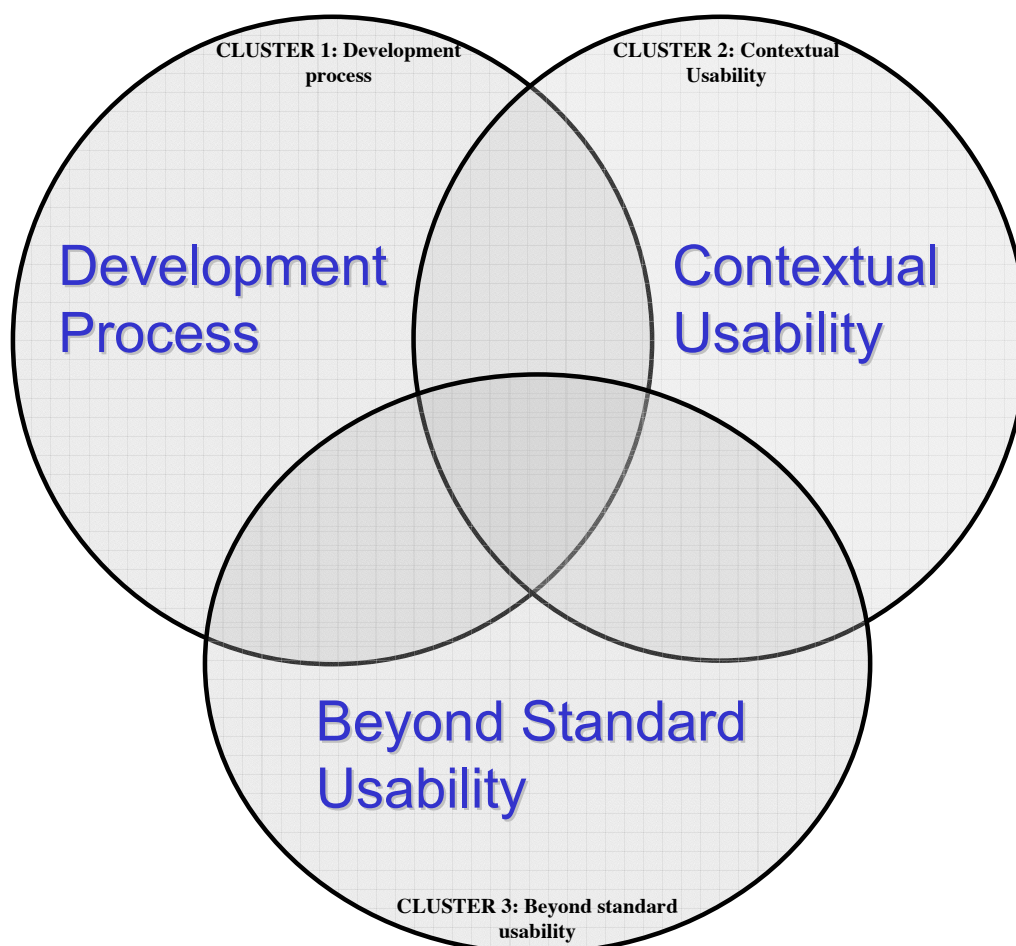 CLUSTER 1: Development
process
CLUSTER 2: Contextual
Usability
Development
Process
Contextual
Usability
Beyond Standard
Usability
CLUSTER 3: Beyond standard
usability